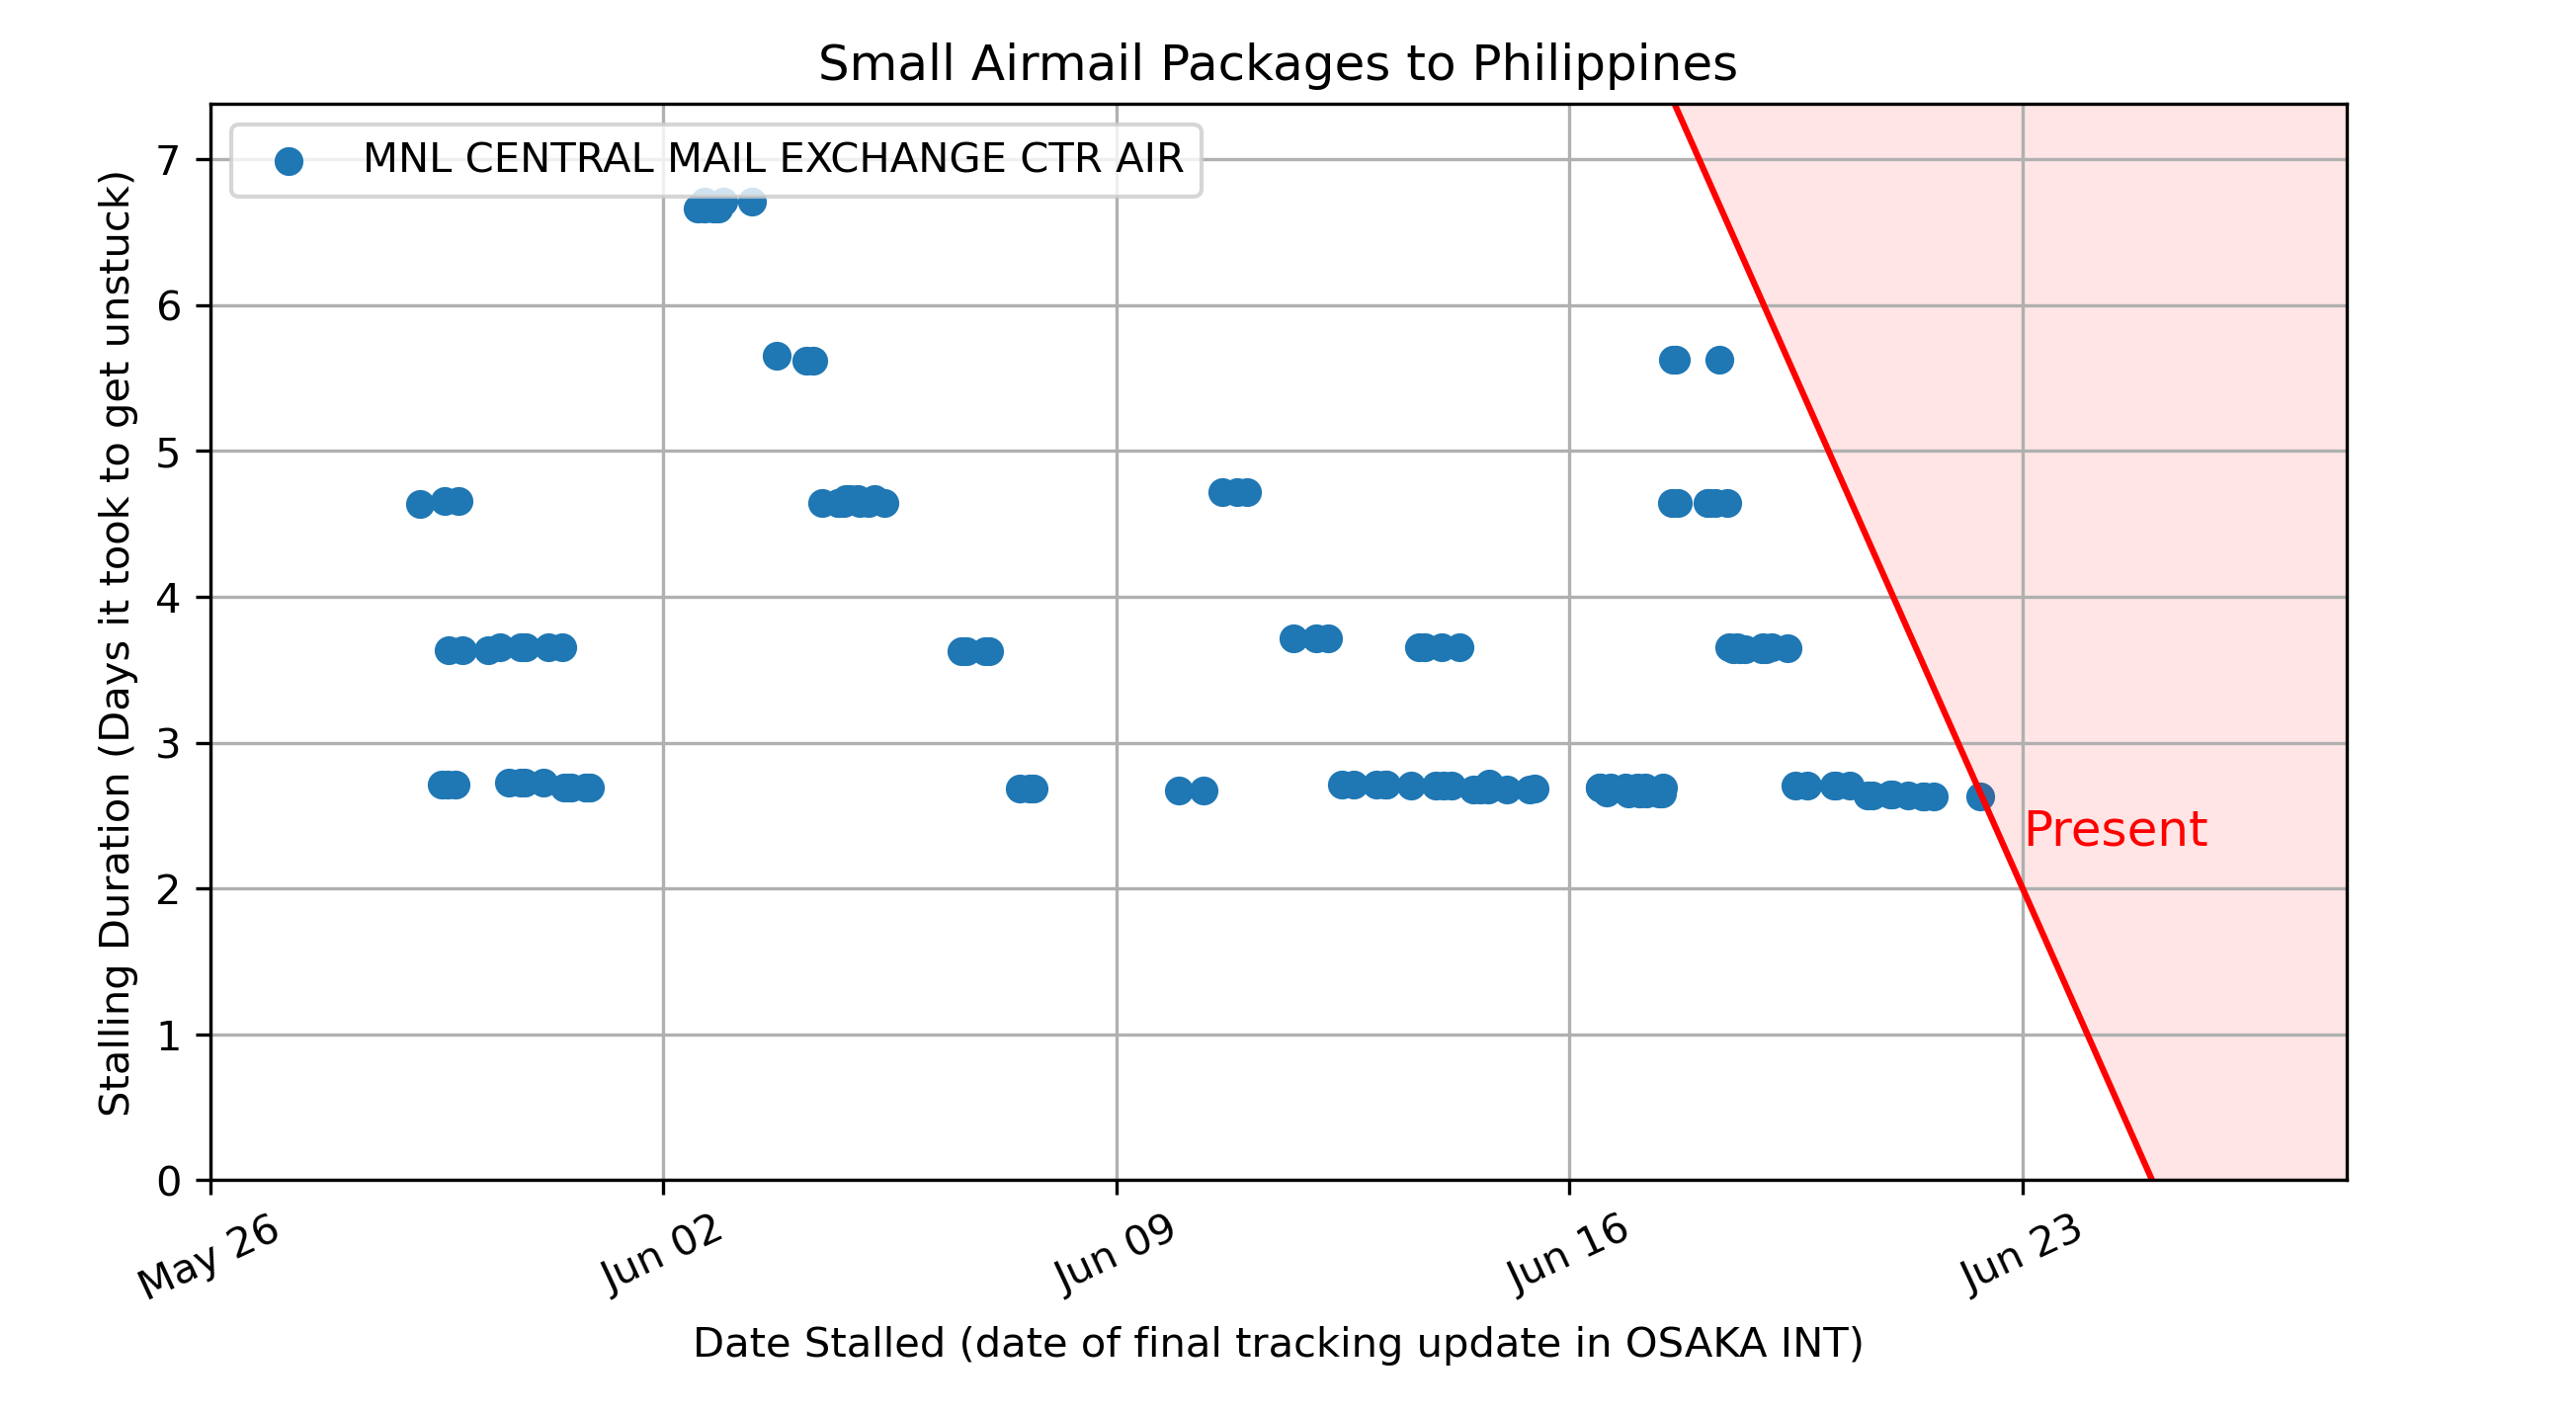 Small Airmail Packages to Philippines
MNL CENTRAL MAIL EXCHANGE CTR AIR
Stalling Duration (Days it took to get unstuck)
7
6
5
4
3
2
1
0
Present
May 26
Jun 02
Jun 09
Jun 16
Jun 23
Date Stalled (date of final tracking update in OSAKA INT)